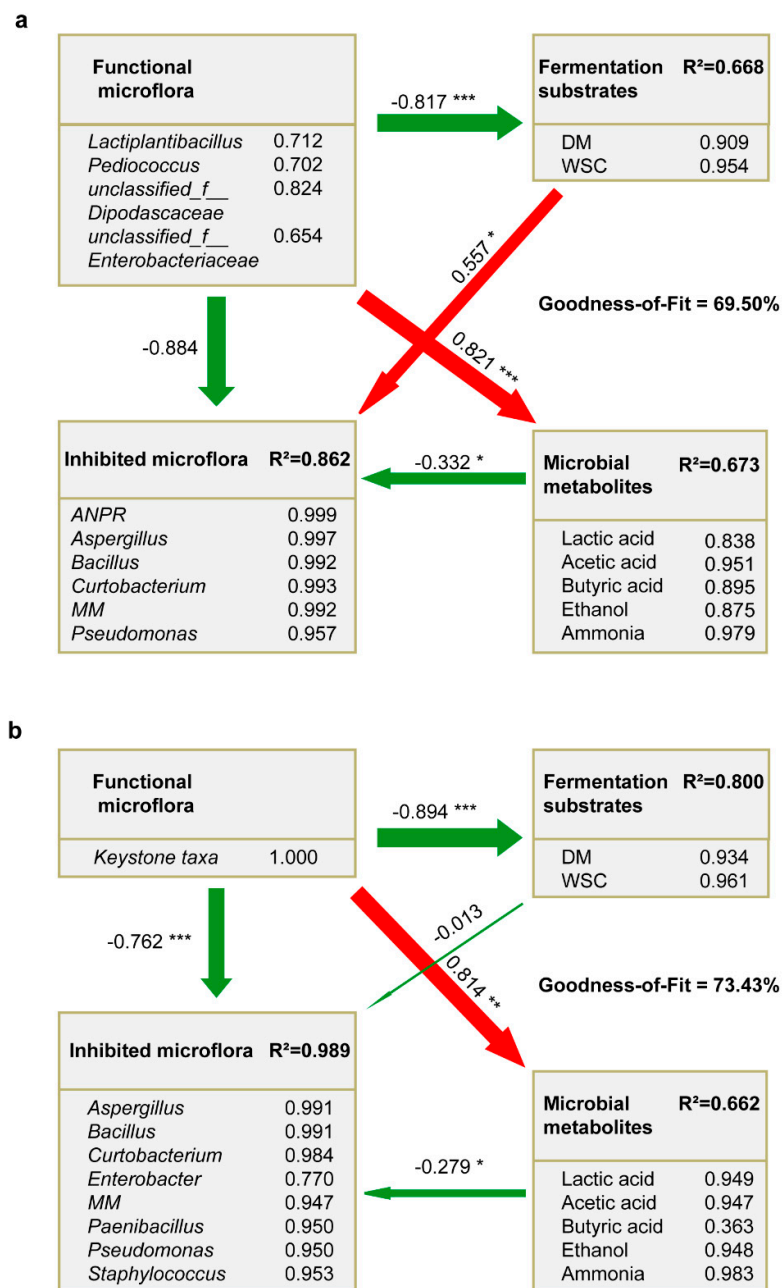 a
Functional
microflora
Lactiplantibacillus 0.712
Pediococcus 0.702
unclassified_f__ 0.824
Dipodascaceae
unclassified_f__ 0.654
Enterobacteriaceae
-0.817 ***
Fermentation R²=0.668
substrates
DM 0.909
WSC 0.954
0.557 *
Goodness-of-Fit = 69.50%
-0.884
0.821 ***
Inhibited microflora R²=0.862
ANPR 0.999
Aspergillus 0.997
Bacillus 0.992
Curtobacterium 0.993
MM 0.992
Pseudomonas 0.957
-0.332 *
Microbial R²=0.673
metabolites
Lactic acid 0.838
Acetic acid 0.951
Butyric acid 0.895
Ethanol 0.875
Ammonia 0.979
b
Functional
microflora
Keystone taxa 1.000
-0.894 ***
Fermentation R²=0.800
substrates
DM 0.934
WSC 0.961
-0.762 ***
-0.013
0.814 **
Goodness-of-Fit = 73.43%
Inhibited microflora R²=0.989
Aspergillus 0.991
Bacillus 0.991
Curtobacterium 0.984
Enterobacter 0.770
MM 0.947
Paenibacillus 0.950
Pseudomonas 0.950
Staphylococcus 0.953
-0.279 *
Microbial R²=0.662
metabolites
Lactic acid 0.949
Acetic acid 0.947
Butyric acid 0.363
Ethanol 0.948
Ammonia 0.983